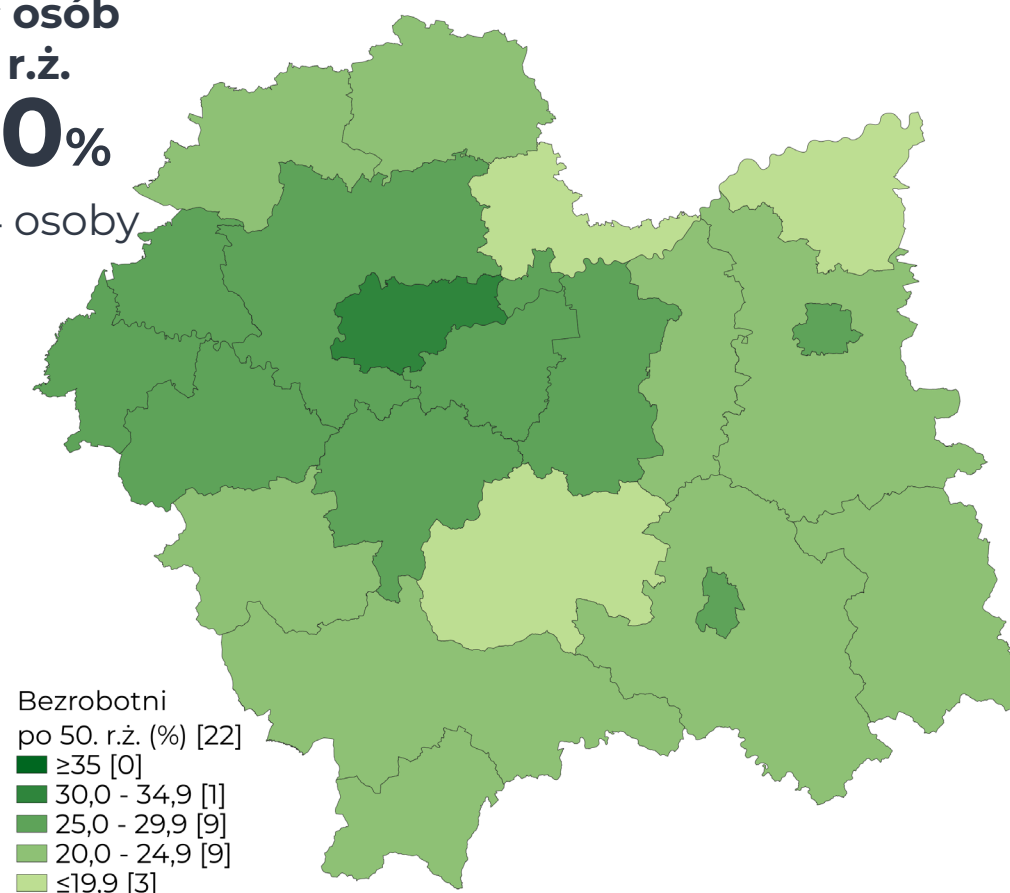 osób
r.ż.
0%
osoby
Bezrobotni
po 50. r.ż. (%) [22]
≥35 [0]
30,0 - 34,9 [1]
25,0 - 29,9 [9]
20,0 - 24,9 [9]
≤19,9 [3]